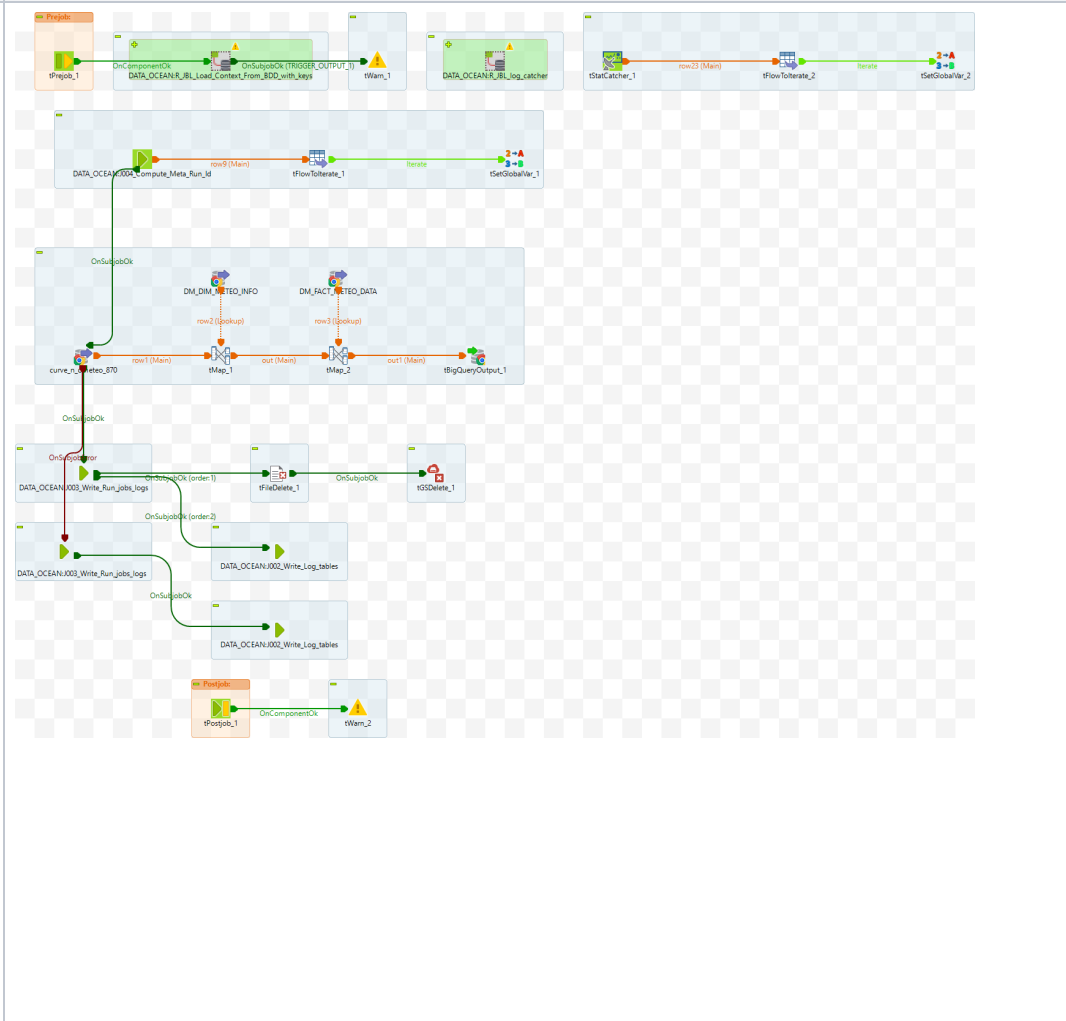 Prejob:
OnComponentOk
OnSubjobOk (TRIGGER_OUTPUT_1)
tPrejob_1
DATA_OCEAN:R_JBL_Load_Context_From_BDD_with_keys
tWarn_1
DATA_OCEAN:R_JBL_log_catcher
row23 (Main)
Iterate
tStatCatcher_1
tFlowToIterate_2
tSetGlobalVar_2
row9 (Main)
Iterate
DATA_OCEAN:J004_Compute_Meta_Run_Id
tFlowToIterate_1
tSetGlobalVar_1
OnSubjobOk
DM_DIM_METEO_INFO
DM_FACT_METEO_DATA
row2 (Lookup)
row3 (Lookup)
row1 (Main)
out (Main)
out1 (Main)
tMap_1
tMap_2
tBigQueryOutput_1
OnSubjobOk
OnSubjobOk (order:1)
OnSubjobOk
DATA_OCEAN:J003_Write_Run_jobs_logs
tFileDelete_1
tGSDelete_1
OnSubjobOk (order:2)
DATA_OCEAN:J002_Write_Log_tables
DATA_OCEAN:J003_Write_Run_jobs_logs
OnSubjobOk
DATA_OCEAN:J002_Write_Log_tables
Postjob:
OnComponentOk
tPostjob_1
tWarn_2